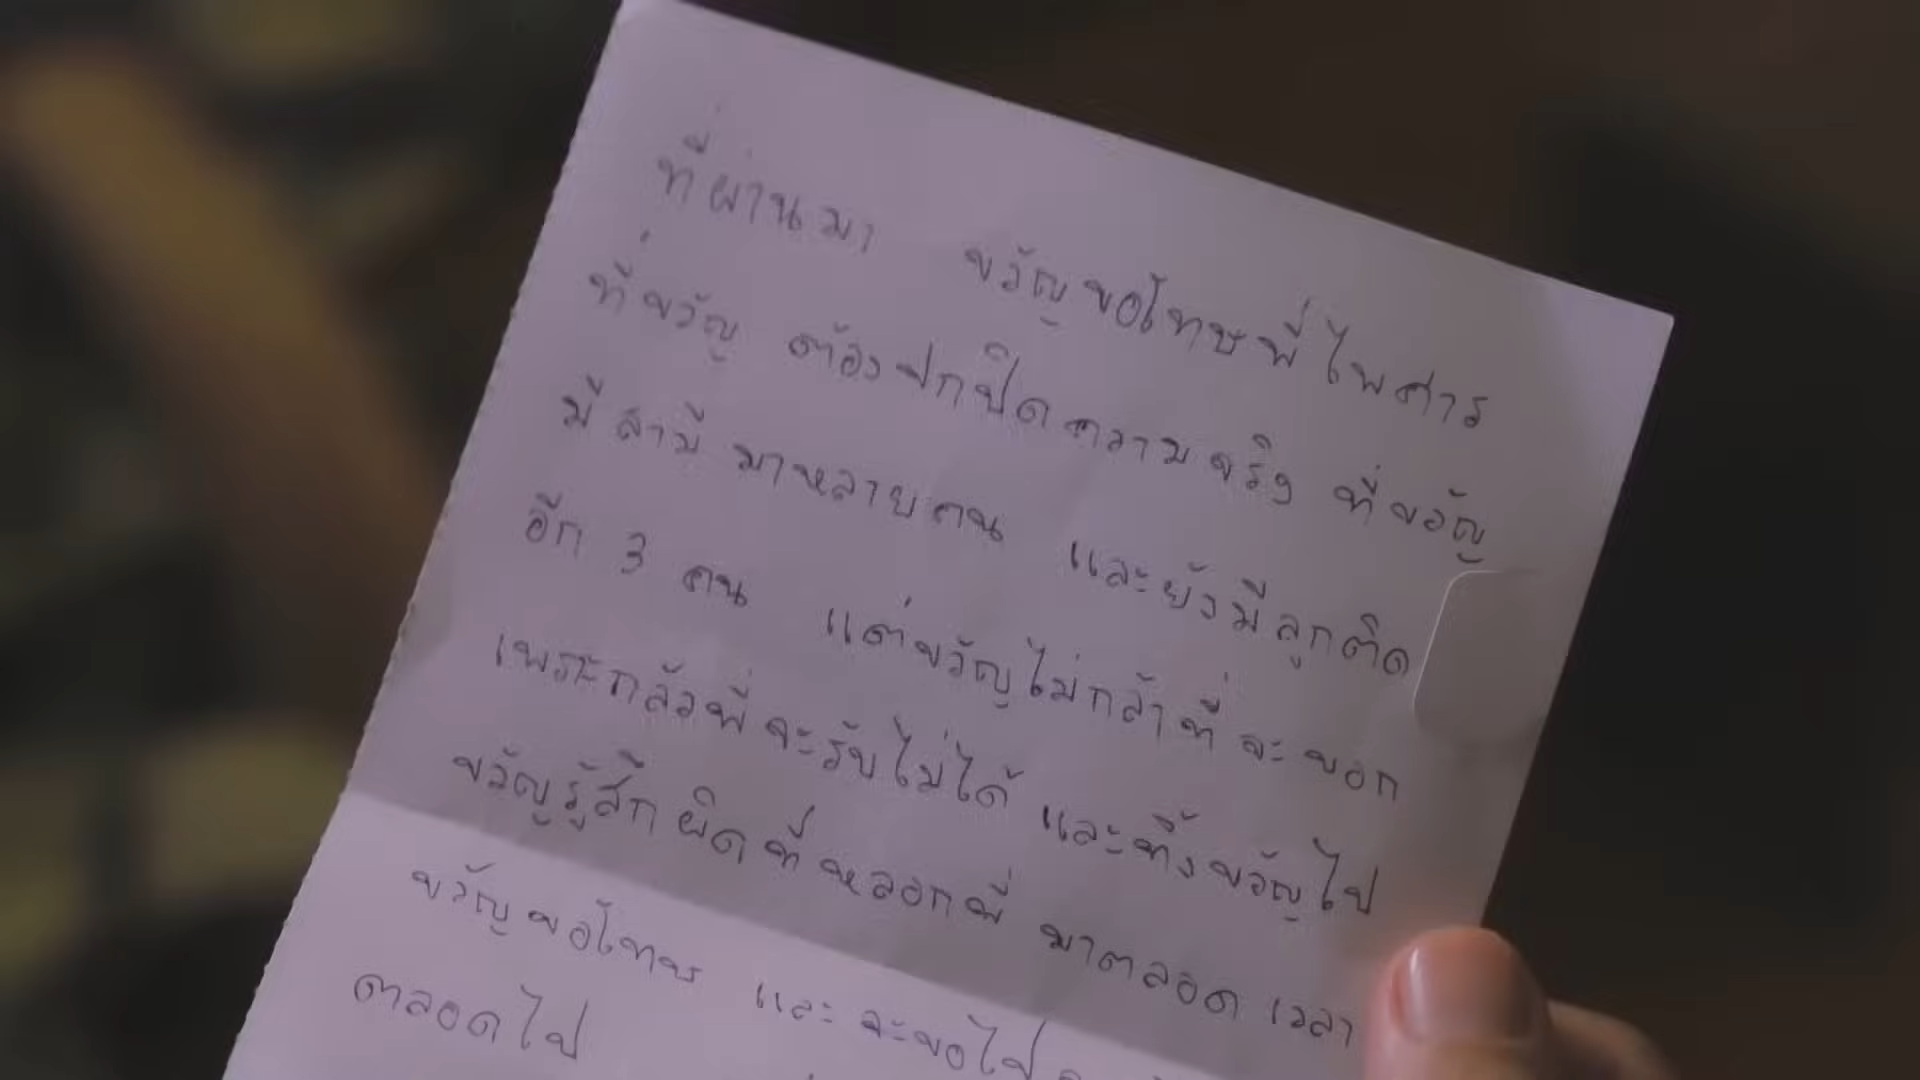 ที่ผ่านมา ขวัญขอโทษพี่ไพศาร
ที่ขวัญ ต้องปกปิดความจริง ที่ขวัญ
มีสามี มาหลายคน และยังมีลูกติด
อีก 3 คน แต่ขวัญไม่กล้าที่ จะ บอก
เพราะกลัวพี่ จะรับไม่ได้ และทิ้งขวัญไป
ขวัญรู้สึก ผิดที่ หลอกพี่ มาตลอด เวลา
ขวัญขอโทษ และ จะขอไป
ตลอดไป